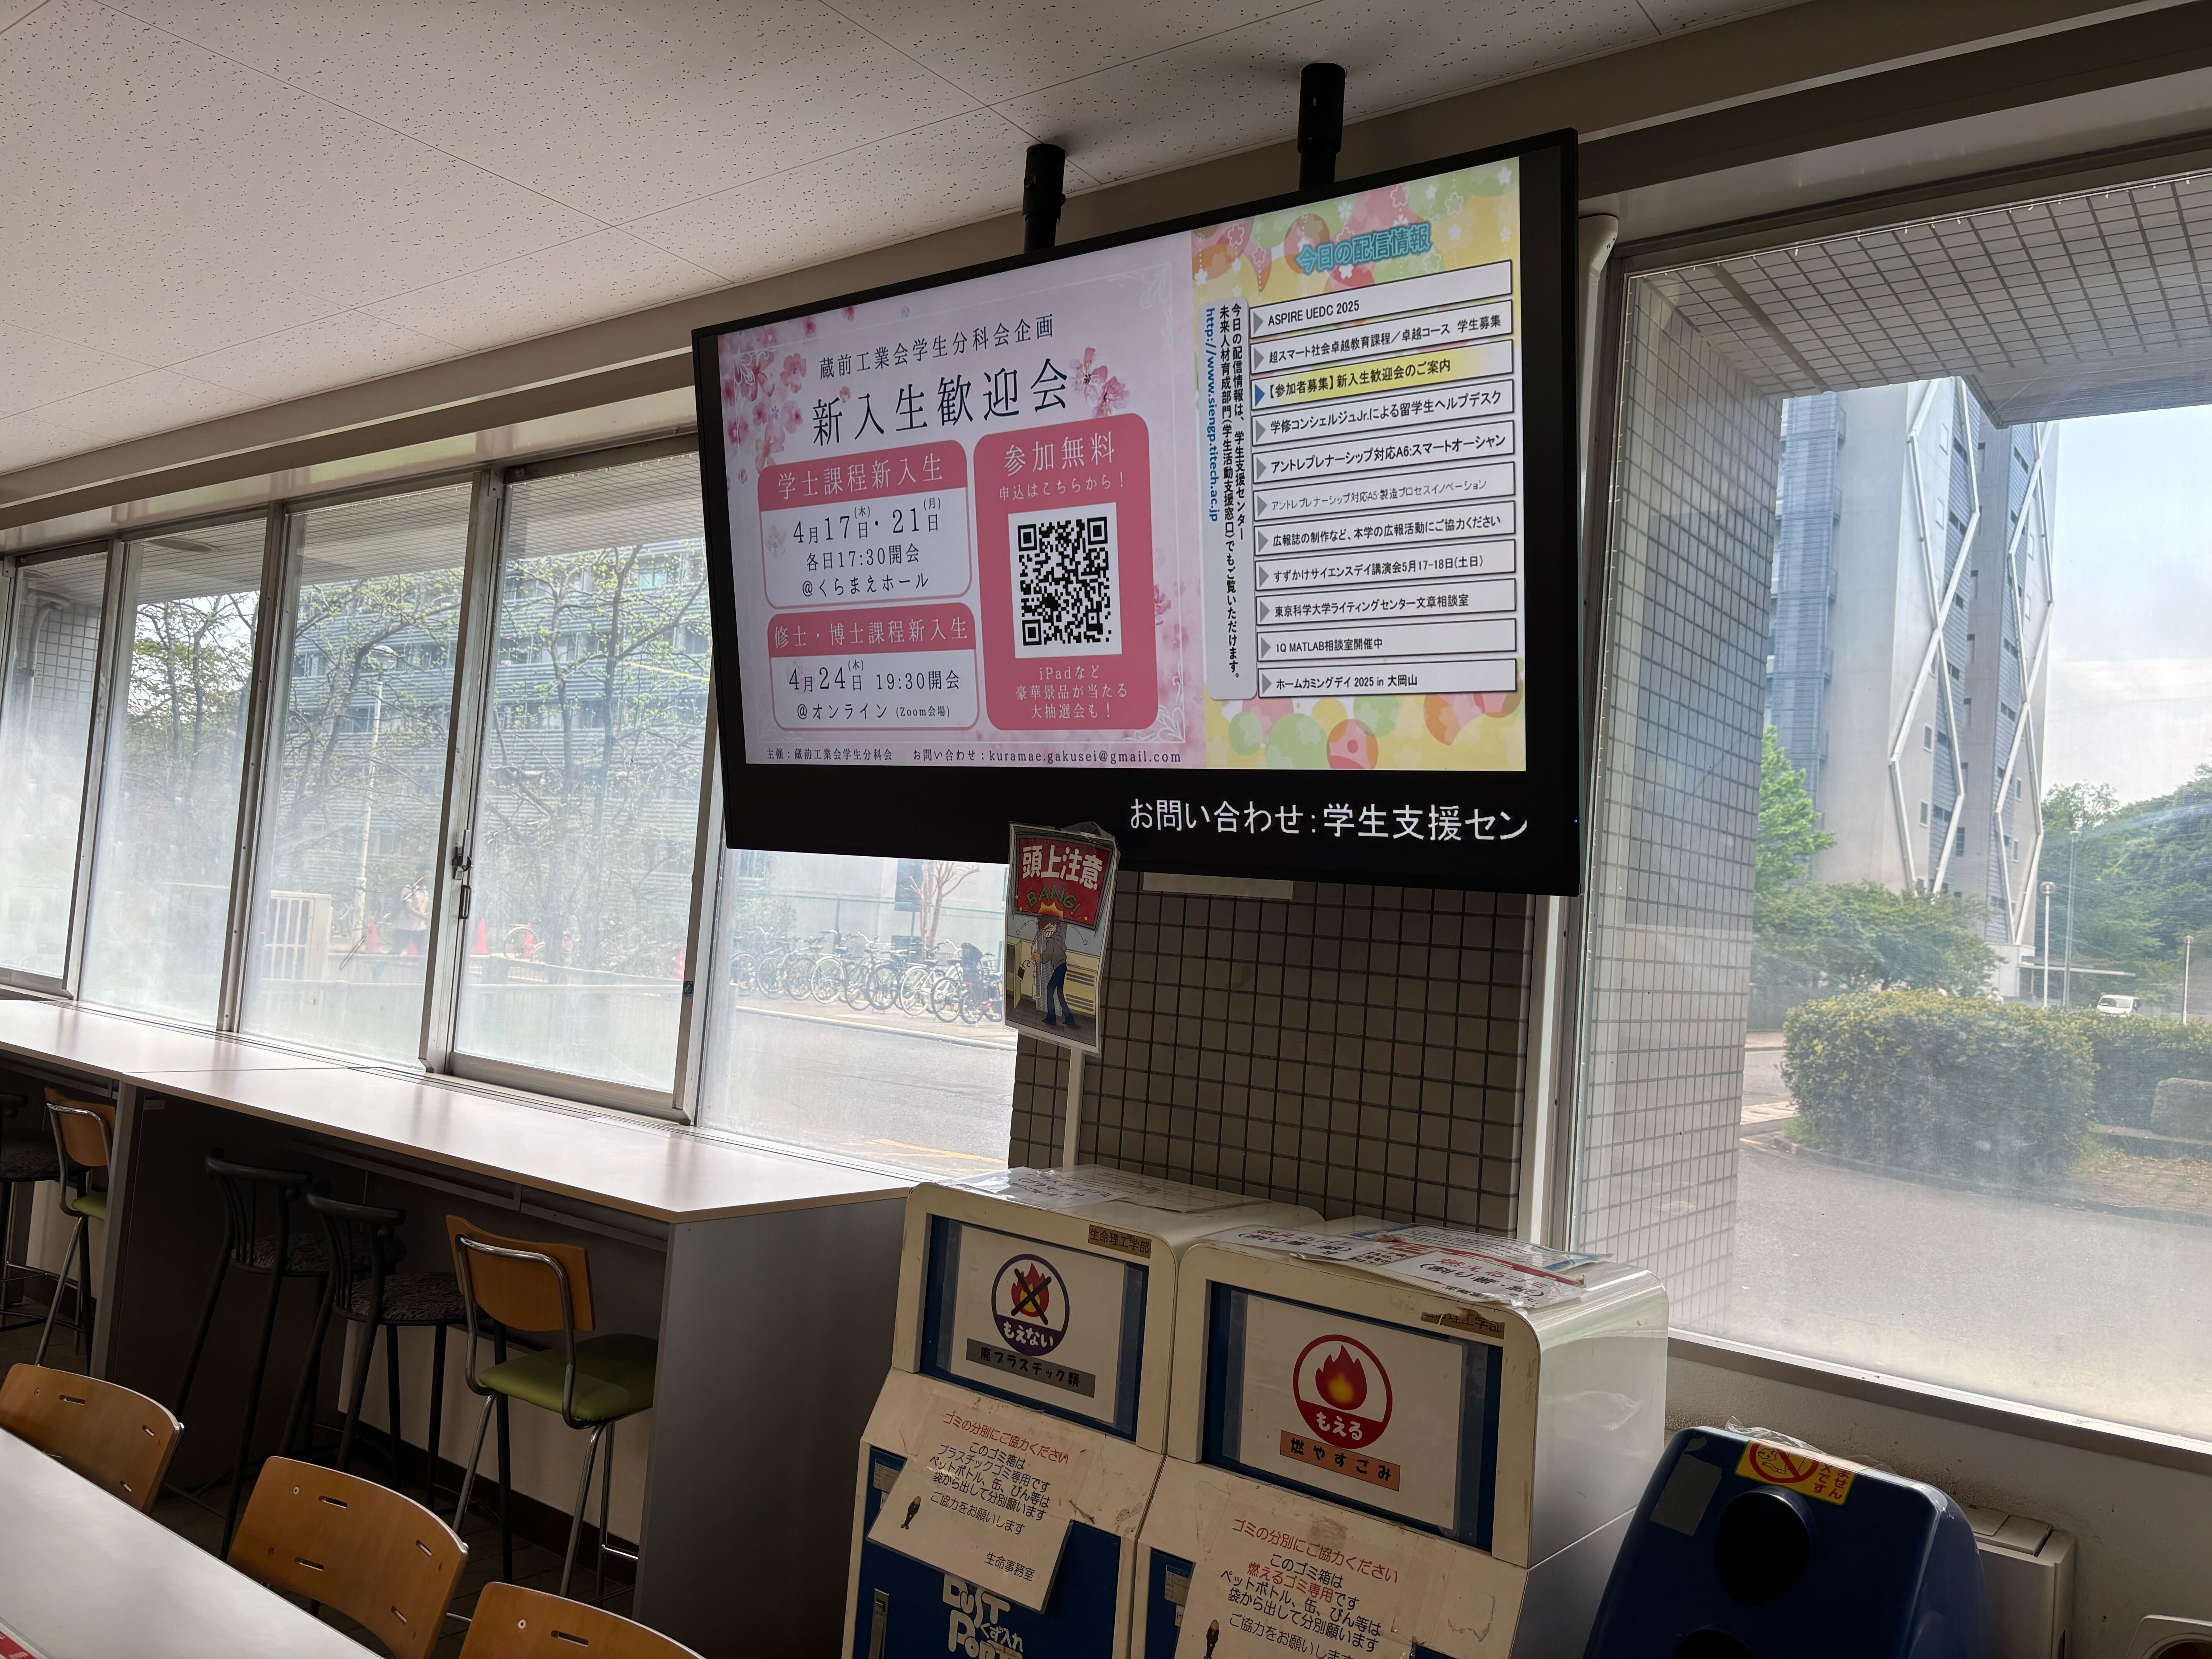 蔵前工業会学生分科会企画
新入生歓迎会
学士課程新入生
4月17日(木)・21日(月)
各日17:30開会
@くらまえホール
修士・博士課程新入生
4月24日(木) 19:30開会
@オンライン (Zoom会場)
参加無料
申込はこちらから！
iPadなど
豪華景品が当たる
大抽選会も！
主催：蔵前工業会学生分科会 お問い合わせ：kuramae.gakusei@gmail.com
今日の配信情報
今日の配信情報は、学生支援センター
未来人材育成部門(学生活動支援窓口)でもご覧いただけます。
http://www.siengp.titech.ac.jp
ASPIRE UEDC 2025
超スマート社会卓越教育課程／卓越コース 学生募集
【参加者募集】新入生歓迎会のご案内
学修コンシェルジュJr.による留学生ヘルプデスク
アントレプレナーシップ対応A6:スマートオーシャン
アントレプレナーシップ対応A5:製造プロセスイノベーション
広報誌の制作など、本学の広報活動にご協力ください
すずかけサイエンスデイ講演会5月17-18日(土日)
東京科学大学ライティングセンター文章相談室
1Q MATLAB相談室開催中
ホームカミングデイ 2025 in 大岡山
お問い合わせ：学生支援セン
頭上注意
BANG!
生命理工学部
もえない
廃プラスチック類
ゴミの分別にご協力ください
このゴミ箱は
プラスチックゴミ専用です
ペットボトル、缶、びん等は
袋から出して分別願います
ご協力をお願いします
生命事務室
くず入れ
もえる
燃やすごみ
ゴミの分別にご協力ください
このゴミ箱は
燃えるゴミ専用です
ペットボトル、缶、びん等は
袋から出して分別願います
ご協力をお願いしま